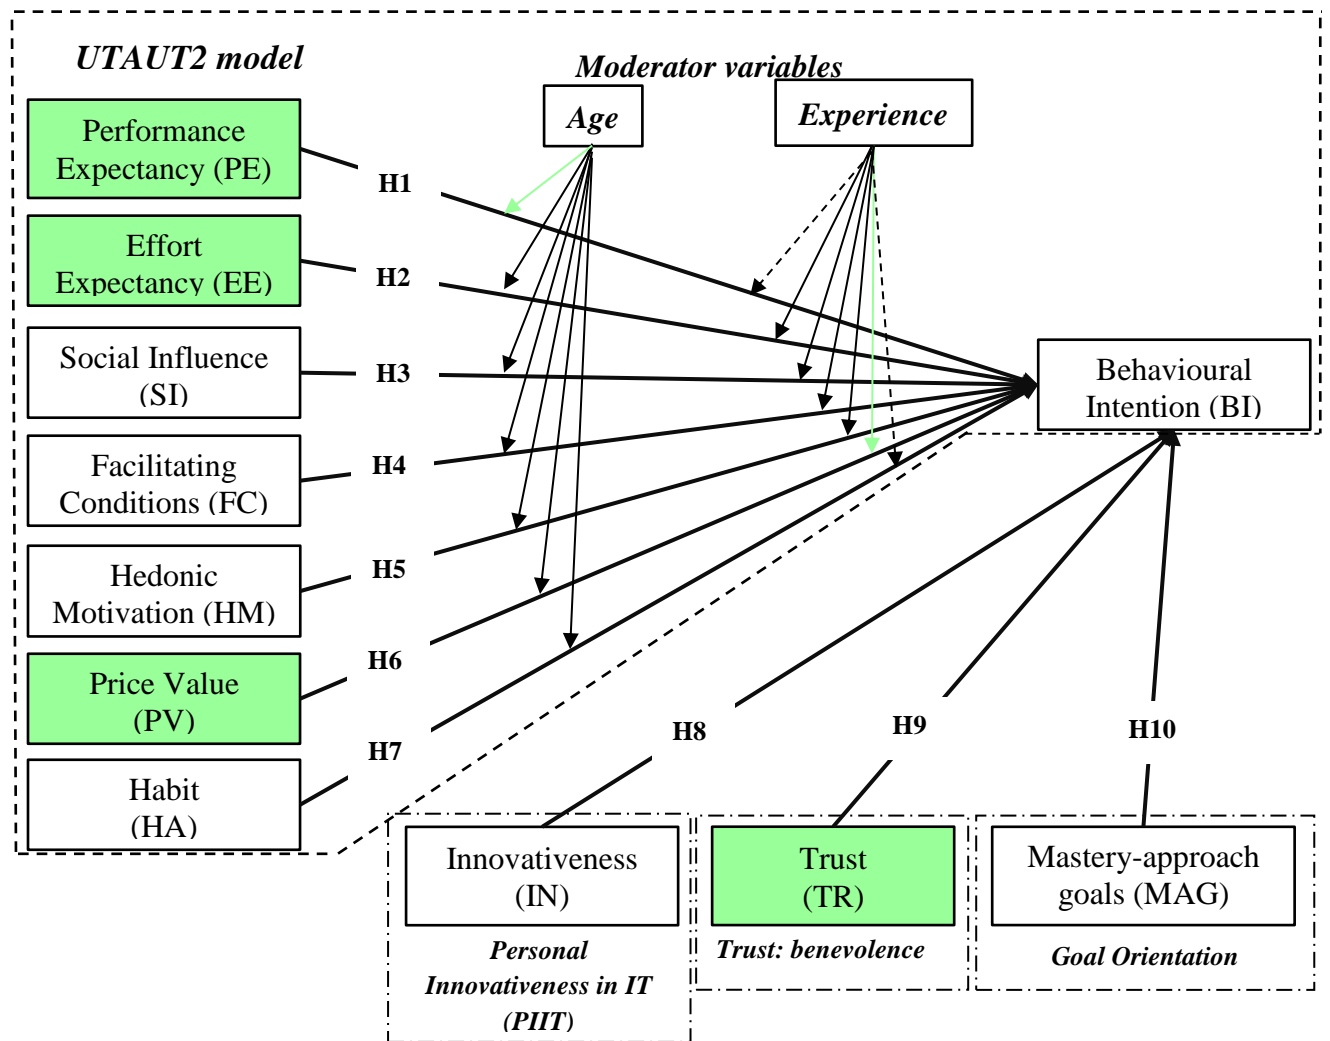 UTAUT2 model
Moderator variables
Age
Experience
Performance
Expectancy (PE)
H1
Effort
Expectancy (EE)
H2
Social Influence
(SI)
H3
Behavioural
Intention (BI)
Facilitating
Conditions (FC)
H4
Hedonic
Motivation (HM)
H5
Price Value
(PV)
H6
Habit
(HA)
H7
H8
H9
H10
Innovativeness
(IN)
Personal
Innovativeness in IT
(PIIT)
Trust
(TR)
Trust: benevolence
Mastery-approach
goals (MAG)
Goal Orientation